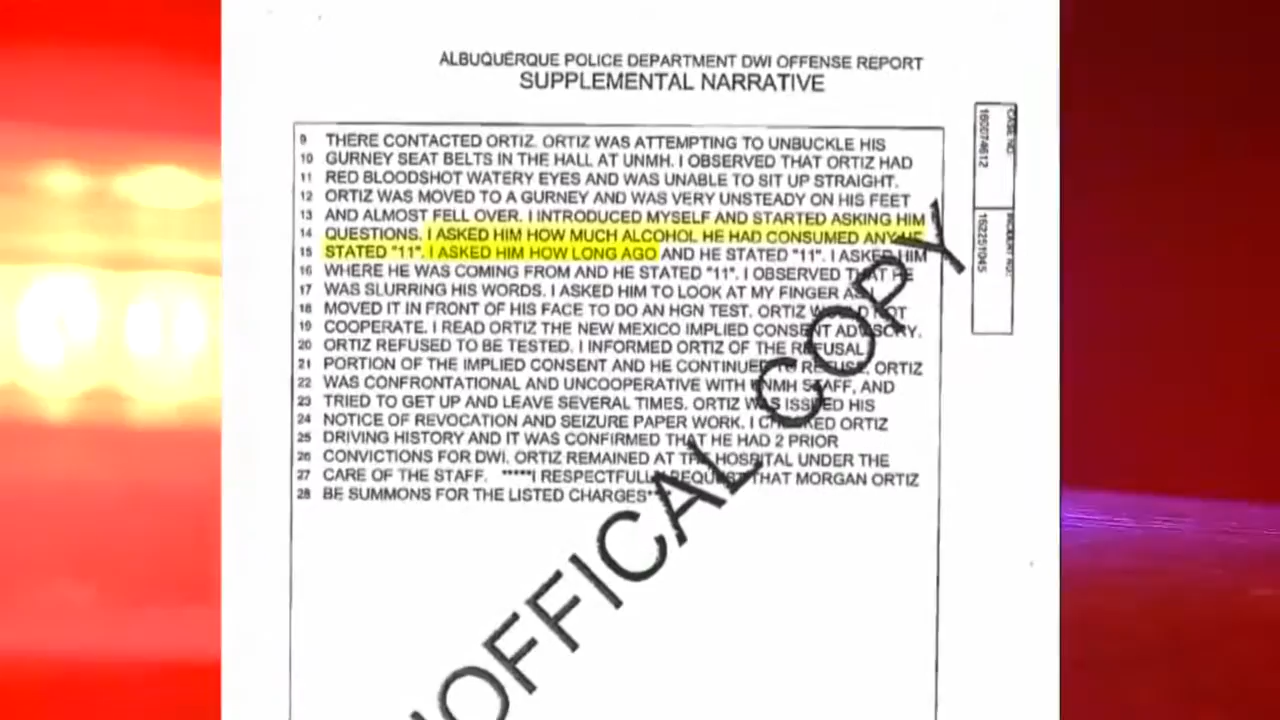 ALBUQUERQUE POLICE DEPARTMENT DWI OFFENSE REPORT
SUPPLEMENTAL NARRATIVE
9 THERE CONTACTED ORTIZ. ORTIZ WAS ATTEMPTING TO UNBUCKLE HIS
10 GURNEY SEAT BELTS IN THE HALL AT UNMH. I OBSERVED THAT ORTIZ HAD
11 RED BLOODSHOT WATERY EYES AND WAS UNABLE TO SIT UP STRAIGHT.
12 ORTIZ WAS MOVED TO A GURNEY AND WAS VERY UNSTEADY ON HIS FEET
13 AND ALMOST FELL OVER. I INTRODUCED MYSELF AND STARTED ASKING HIM
14 QUESTIONS. I ASKED HIM HOW MUCH ALCOHOL HE HAD CONSUMED ANY HE
15 STATED "11". I ASKED HIM HOW LONG AGO AND HE STATED "11". I ASKED HIM
16 WHERE HE WAS COMING FROM AND HE STATED "11". I OBSERVED THAT HE
17 WAS SLURRING HIS WORDS. I ASKED HIM TO LOOK AT MY FINGER AS I
18 MOVED IT IN FRONT OF HIS FACE TO DO AN HGN TEST. ORTIZ WOULD NOT
19 COOPERATE. I READ ORTIZ THE NEW MEXICO IMPLIED CONSENT ADVISORY.
20 ORTIZ REFUSED TO BE TESTED. I INFORMED ORTIZ OF THE REFUSAL
21 PORTION OF THE IMPLIED CONSENT AND HE CONTINUED TO REFUSE. ORTIZ
22 WAS CONFRONTATIONAL AND UNCOOPERATIVE WITH UNMH STAFF, AND
23 TRIED TO GET UP AND LEAVE SEVERAL TIMES. ORTIZ WAS ISSUED HIS
24 NOTICE OF REVOCATION AND SEIZURE PAPER WORK. I CHECKED ORTIZ
25 DRIVING HISTORY AND IT WAS CONFIRMED THAT HE HAD 2 PRIOR
26 CONVICTIONS FOR DWI. ORTIZ REMAINED AT THE HOSPITAL UNDER THE
27 CARE OF THE STAFF. *****I RESPECTFULLY REQUEST THAT MORGAN ORTIZ
28 BE SUMMONS FOR THE LISTED CHARGES***
CASE NO
160074612
INCIDENT NO.
162251045
NOFFICAL COPY